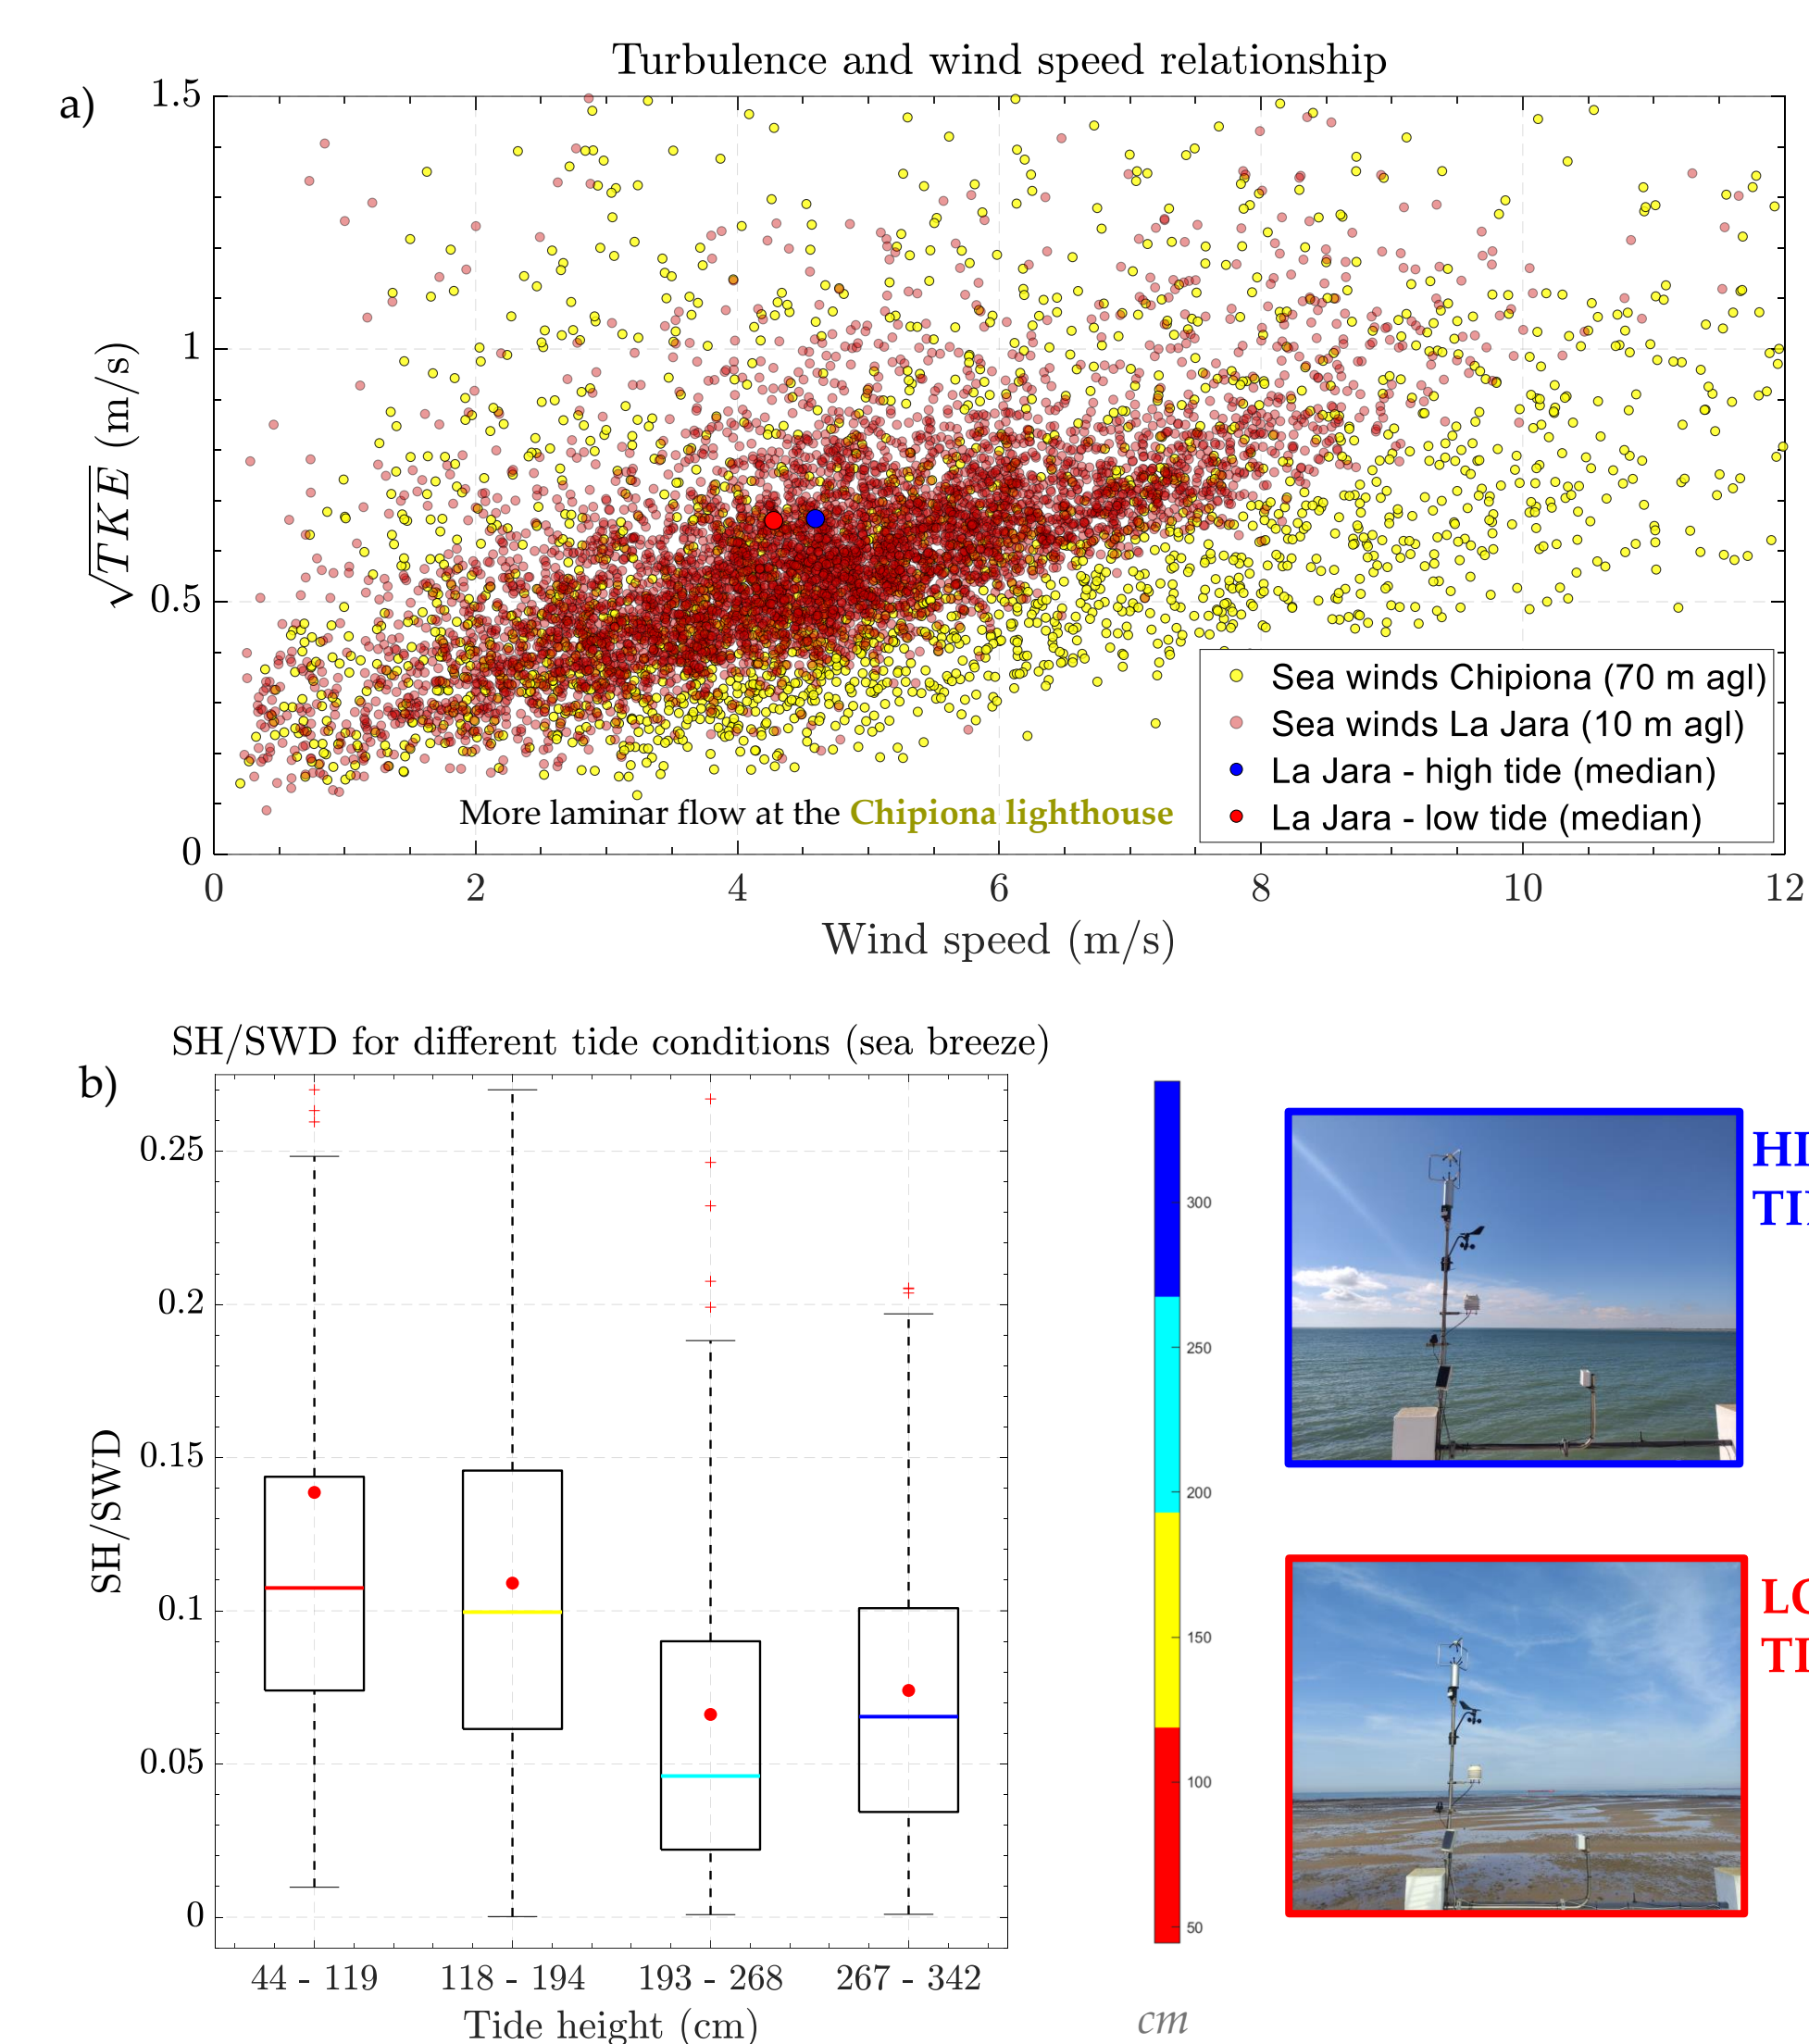 Turbulence and wind speed relationship
a)
1.5
1
0.5
0
√TKE (m/s)
0 2 4 6 8 10 12
Wind speed (m/s)
Sea winds Chipiona (70 m agl)
Sea winds La Jara (10 m agl)
La Jara - high tide (median)
La Jara - low tide (median)
More laminar flow at the Chipiona lighthouse
SH/SWD for different tide conditions (sea breeze)
b)
0.25
0.2
0.15
0.1
0.05
0
SH/SWD
44 - 119 118 - 194 193 - 268 267 - 342
Tide height (cm)
300
250
200
150
100
50
cm